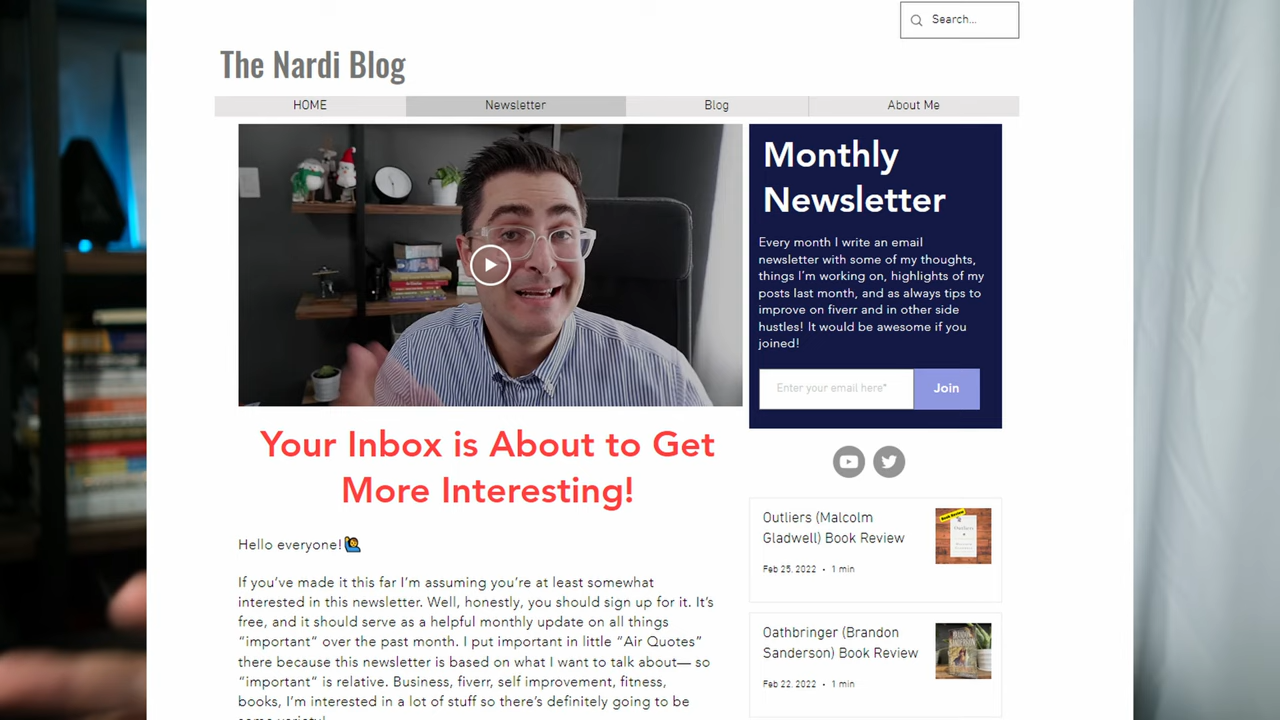 Search...
The Nardi Blog
HOME
Newsletter
Blog
About Me
Monthly
Newsletter
Every month I write an email
newsletter with some of my thoughts,
things I'm working on, highlights of my
posts last month, and as always tips to
improve on fiverr and in other side
hustles! It would be awesome if you
joined!
Enter your email here*
Join
Your Inbox is About to Get
More Interesting!
Hello everyone!🙋‍♂️
If you've made it this far I'm assuming you're at least somewhat
interested in this newsletter. Well, honestly, you should sign up for it. It's
free, and it should serve as a helpful monthly update on all things
“important” over the past month. I put important in little “Air Quotes”
there because this newsletter is based on what I want to talk about— so
“important” is relative. Business, fiverr, self improvement, fitness,
books, I'm interested in a lot of stuff so there's definitely going to be
Outliers (Malcolm
Gladwell) Book Review
Feb 25, 2022 • 1 min
Oathbringer (Brandon
Sanderson) Book Review
Feb 22, 2022 • 1 min